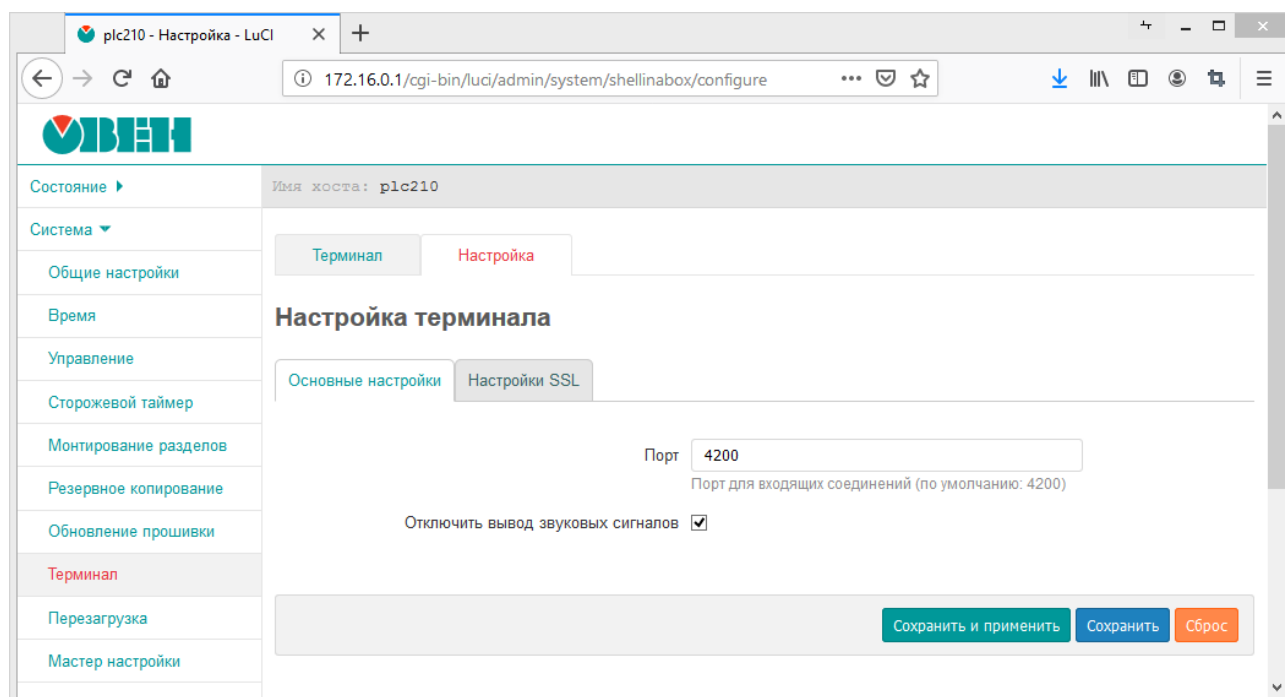 plc210 - Настройка - LuCI
172.16.0.1/cgi-bin/luci/admin/system/shellinabox/configure
ОВЕН
Состояние
Имя хоста: plc210
Система
Терминал
Настройка
Общие настройки
Время
Настройка терминала
Управление
Основные настройки
Настройки SSL
Сторожевой таймер
Монтирование разделов
Порт 4200
Порт для входящих соединений (по умолчанию: 4200)
Резервное копирование
Отключить вывод звуковых сигналов
Обновление прошивки
Терминал
Перезагрузка
Сохранить и применить
Сохранить
Сброс
Мастер настройки